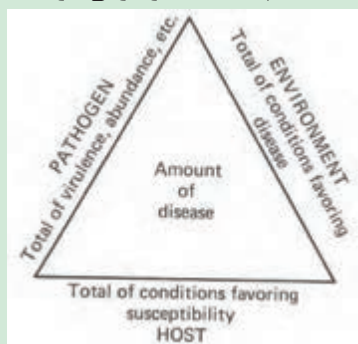 PATHOGEN
Total of virulence, abundance, etc.
ENVIRONMENT
Total of conditions favoring
disease
Amount
of
disease
Total of conditions favoring
susceptibility
HOST